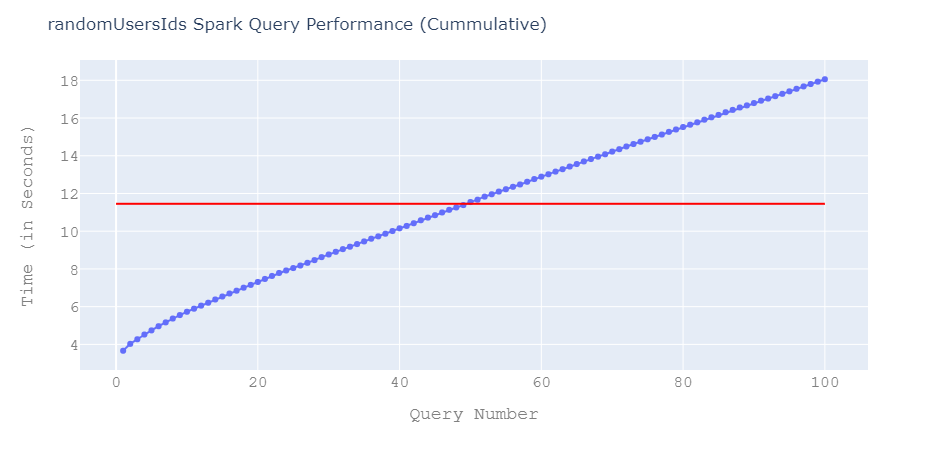 randomUsersIds Spark Query Performance (Cummulative)
18
16
14
12
10
8
6
4
Time (in Seconds)
0 20 40 60 80 100
Query Number